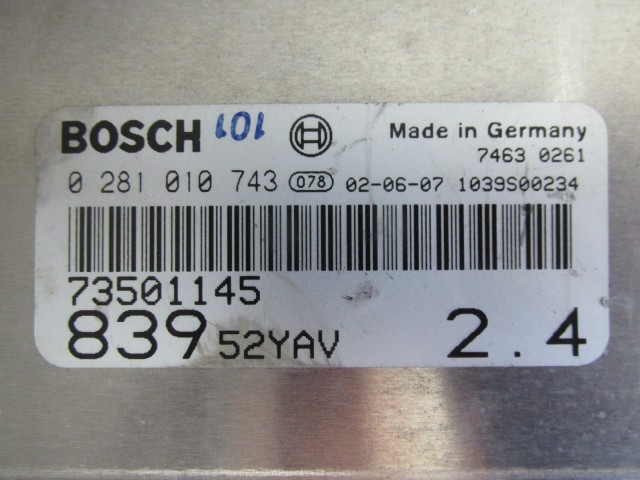 BOSCH 101 Made in Germany
7463 0261
0 281 010 743 078 02-06-07 1039S00234
73501145
839 52YAV 2.4